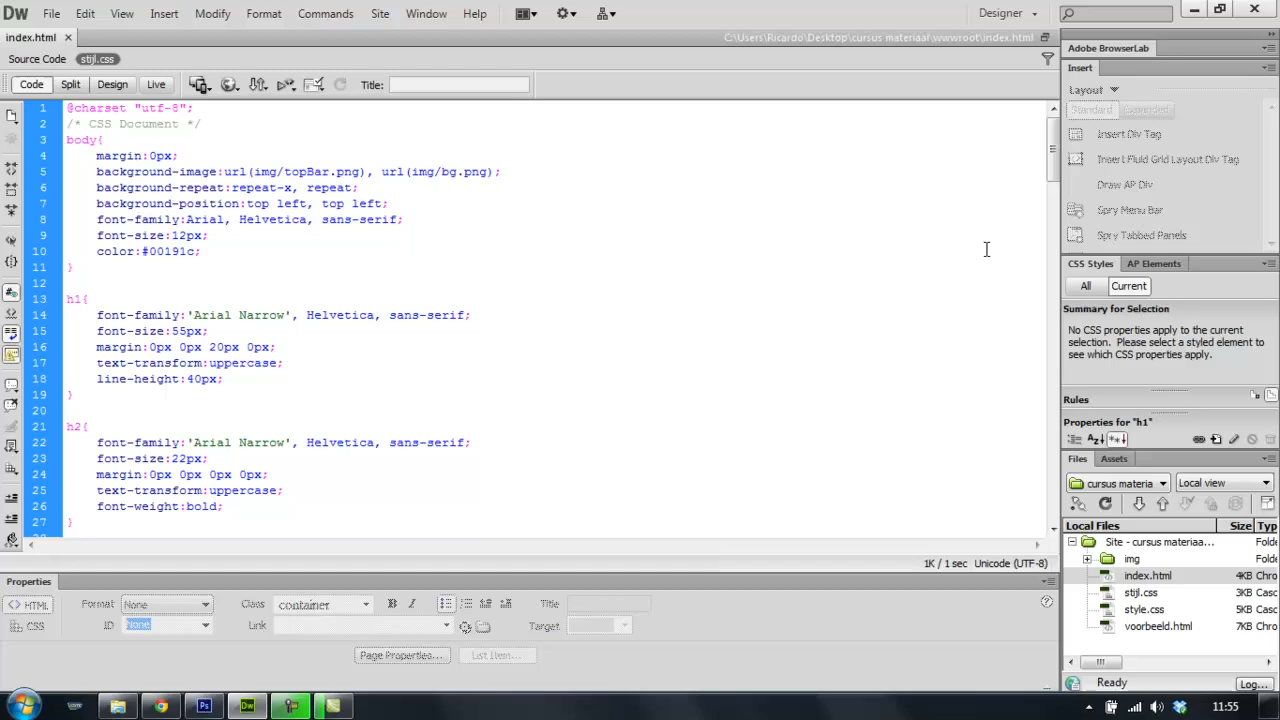 DW File Edit View Insert Modify Format Commands Site Window Help Designer
index.html C:\Users\Ricardo\Desktop\cursus materiaal\wwwroot\index.html
Source Code stijl.css
Code Split Design Live Title:
1 @charset "utf-8";
2 /* CSS Document */
3 body{
4 margin:0px;
5 background-image:url(img/topBar.png), url(img/bg.png);
6 background-repeat:repeat-x, repeat;
7 background-position:top left, top left;
8 font-family:Arial, Helvetica, sans-serif;
9 font-size:12px;
10 color:#00191c;
11 }
12
13 h1{
14 font-family:'Arial Narrow', Helvetica, sans-serif;
15 font-size:55px;
16 margin:0px 0px 20px 0px;
17 text-transform:uppercase;
18 line-height:40px;
19 }
20
21 h2{
22 font-family:'Arial Narrow', Helvetica, sans-serif;
23 font-size:22px;
24 margin:0px 0px 0px 0px;
25 text-transform:uppercase;
26 font-weight:bold;
27 }
1K / 1 sec Unicode (UTF-8)
Adobe BrowserLab
Insert
Layout
Standard Expanded
Insert Div Tag
Insert Fluid Grid Layout Div Tag
Draw AP Div
Spry Menu Bar
Spry Tabbed Panels
CSS Styles AP Elements
All Current
Summary for Selection
No CSS properties apply to the current
selection. Please select a styled element to
see which CSS properties apply.
Rules
Properties for "h1"
Files Assets
cursus materia Local view
Local Files Size Typ
Site - cursus materiaa... Folde
img Folde
index.html 4KB Chro
stijl.css 3KB Casc
style.css 5KB Casc
voorbeeld.html 7KB Chro
Ready Log...
Properties
HTML Format None Class container B I Title
CSS ID None Link Target
Page Properties... List Item...
Ps Dw 11:55